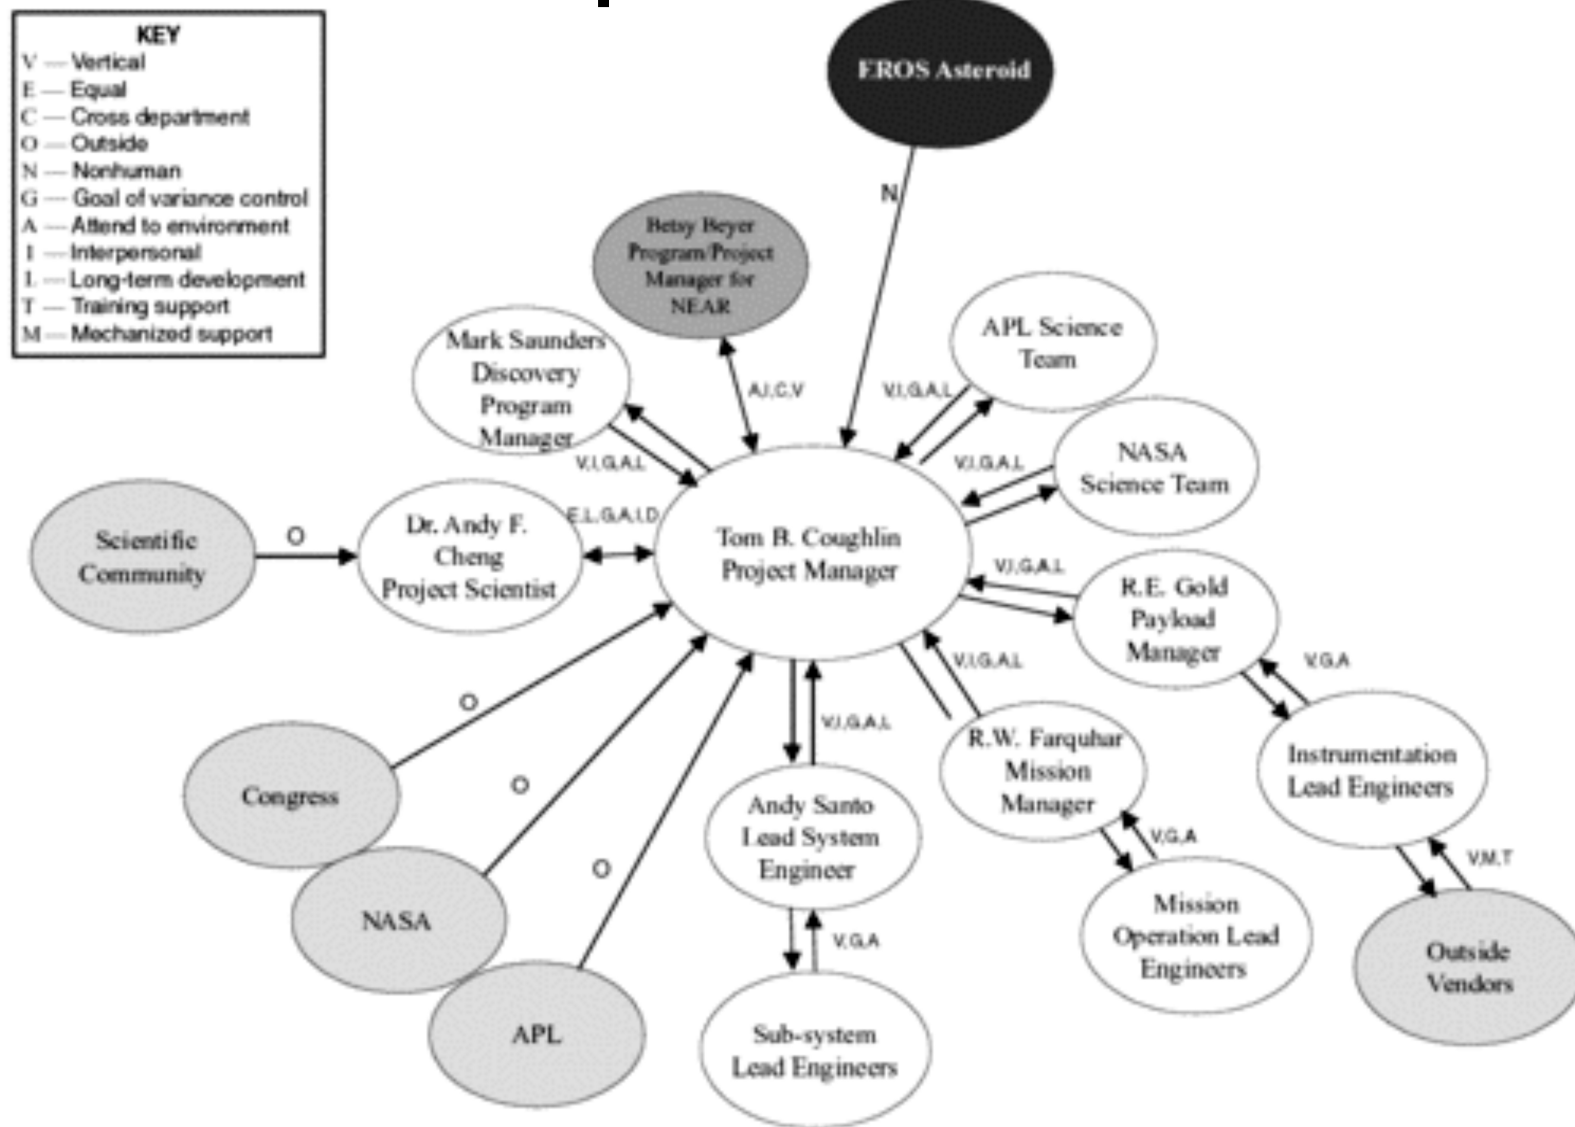 KEY
V — Vertical
E — Equal
C — Cross department
O — Outside
N — Nonhuman
G — Goal of variance control
A — Attend to environment
I — Interpersonal
L — Long-term development
T — Training support
M — Mechanized support
EROS Asteroid
N
Betsy Beyer
Program/Project
Manager for
NEAR
A,I,C,V
Mark Saunders
Discovery
Program
Manager
V,I,G,A,L
APL Science
Team
V,I,G,A,L
NASA
Science Team
V,I,G,A,L
Scientific
Community
O
Dr. Andy F.
Cheng
Project Scientist
E,L,G,A,I,D
Tom B. Coughlin
Project Manager
V,I,G,A,L
R.E. Gold
Payload
Manager
V,G,A
Instrumentation
Lead Engineers
V,M,T
Outside
Vendors
V,I,G,A,L
R.W. Farquhar
Mission
Manager
V,G,A
Mission
Operation Lead
Engineers
V,I,G,A,L
Andy Santo
Lead System
Engineer
V,G,A
Sub-system
Lead Engineers
O
Congress
O
NASA
O
APL